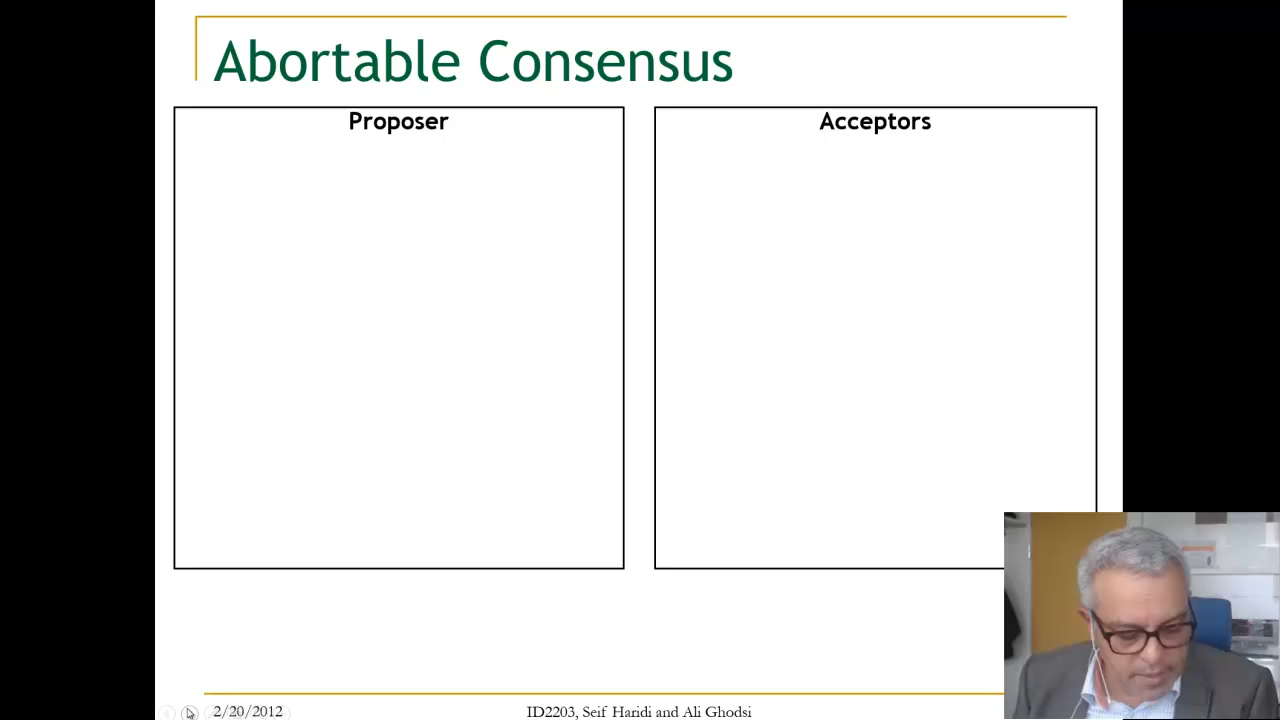 Abortable Consensus
Proposer
Acceptors
2/20/2012
ID2203, Seif Haridi and Ali Ghodsi